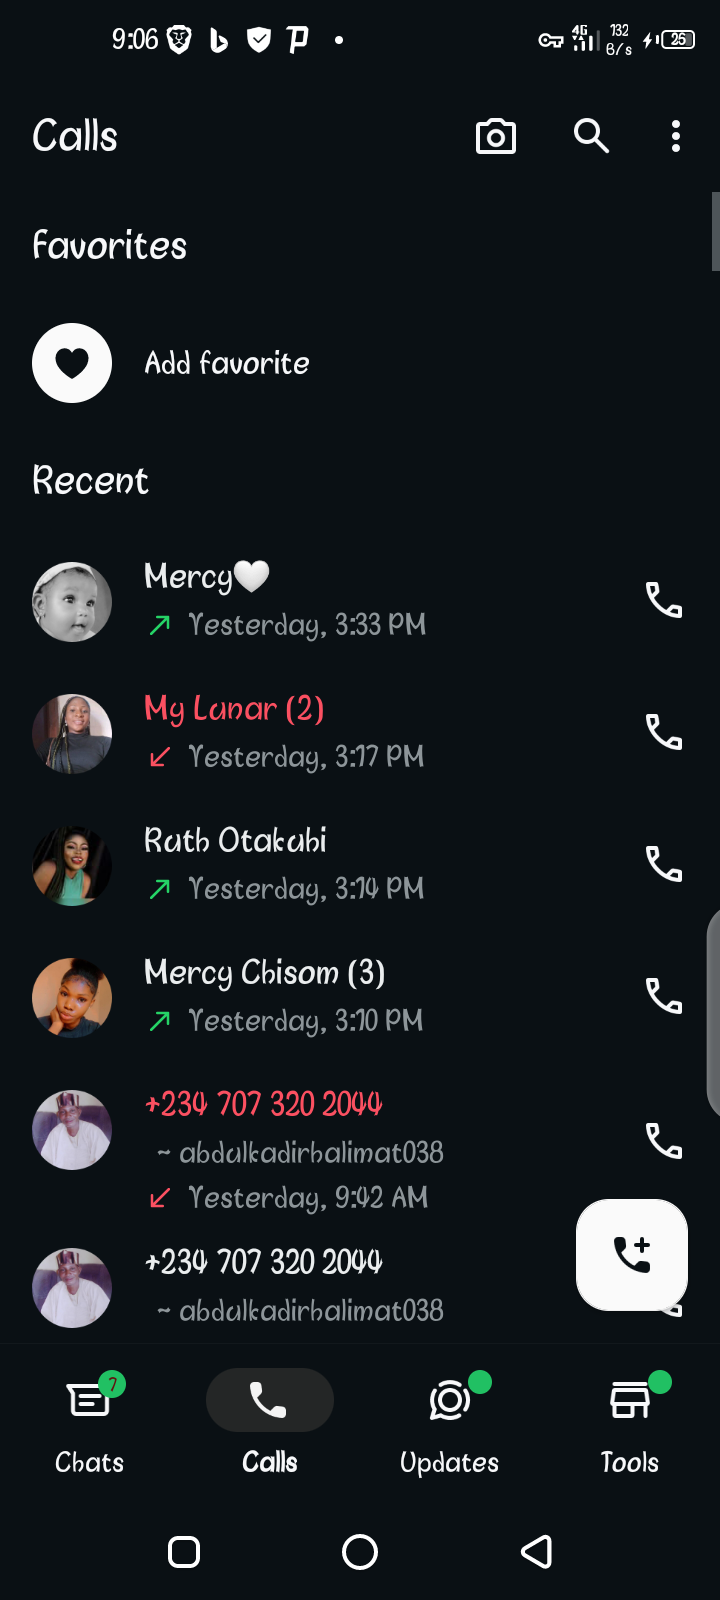 9:06
4G 132 B/s 25
Calls
Favorites
Add favorite
Recent
Mercy🤍
Yesterday, 3:33 PM
My Lunar (2)
Yesterday, 3:17 PM
Ruth Otakuhi
Yesterday, 3:14 PM
Mercy Chisom (3)
Yesterday, 3:10 PM
+234 707 320 2044
~ abdulkadirhalimat038
Yesterday, 9:42 AM
+234 707 320 2044
~ abdulkadirhalimat038
7
Chats Calls Updates Tools